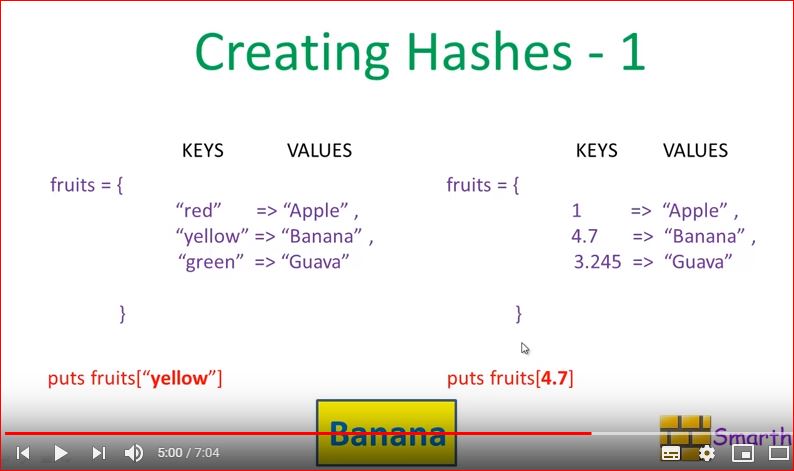 Creating Hashes - 1
KEYS VALUES
fruits = {
“red” => “Apple” ,
“yellow” => “Banana” ,
“green” => “Guava”
}
puts fruits[“yellow”]
KEYS VALUES
fruits = {
1 => “Apple” ,
4.7 => “Banana” ,
3.245 => “Guava”
}
puts fruits[4.7]
Banana
Smarth
5:00 / 7:04